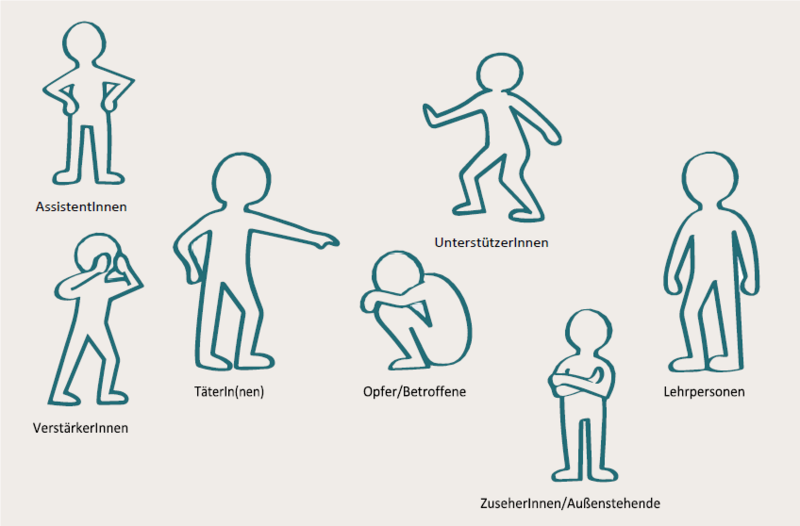 AssistentInnen
UnterstützerInnen
TäterIn(nen)
Opfer/Betroffene
Lehrpersonen
VerstärkerInnen
ZuseherInnen/Außenstehende